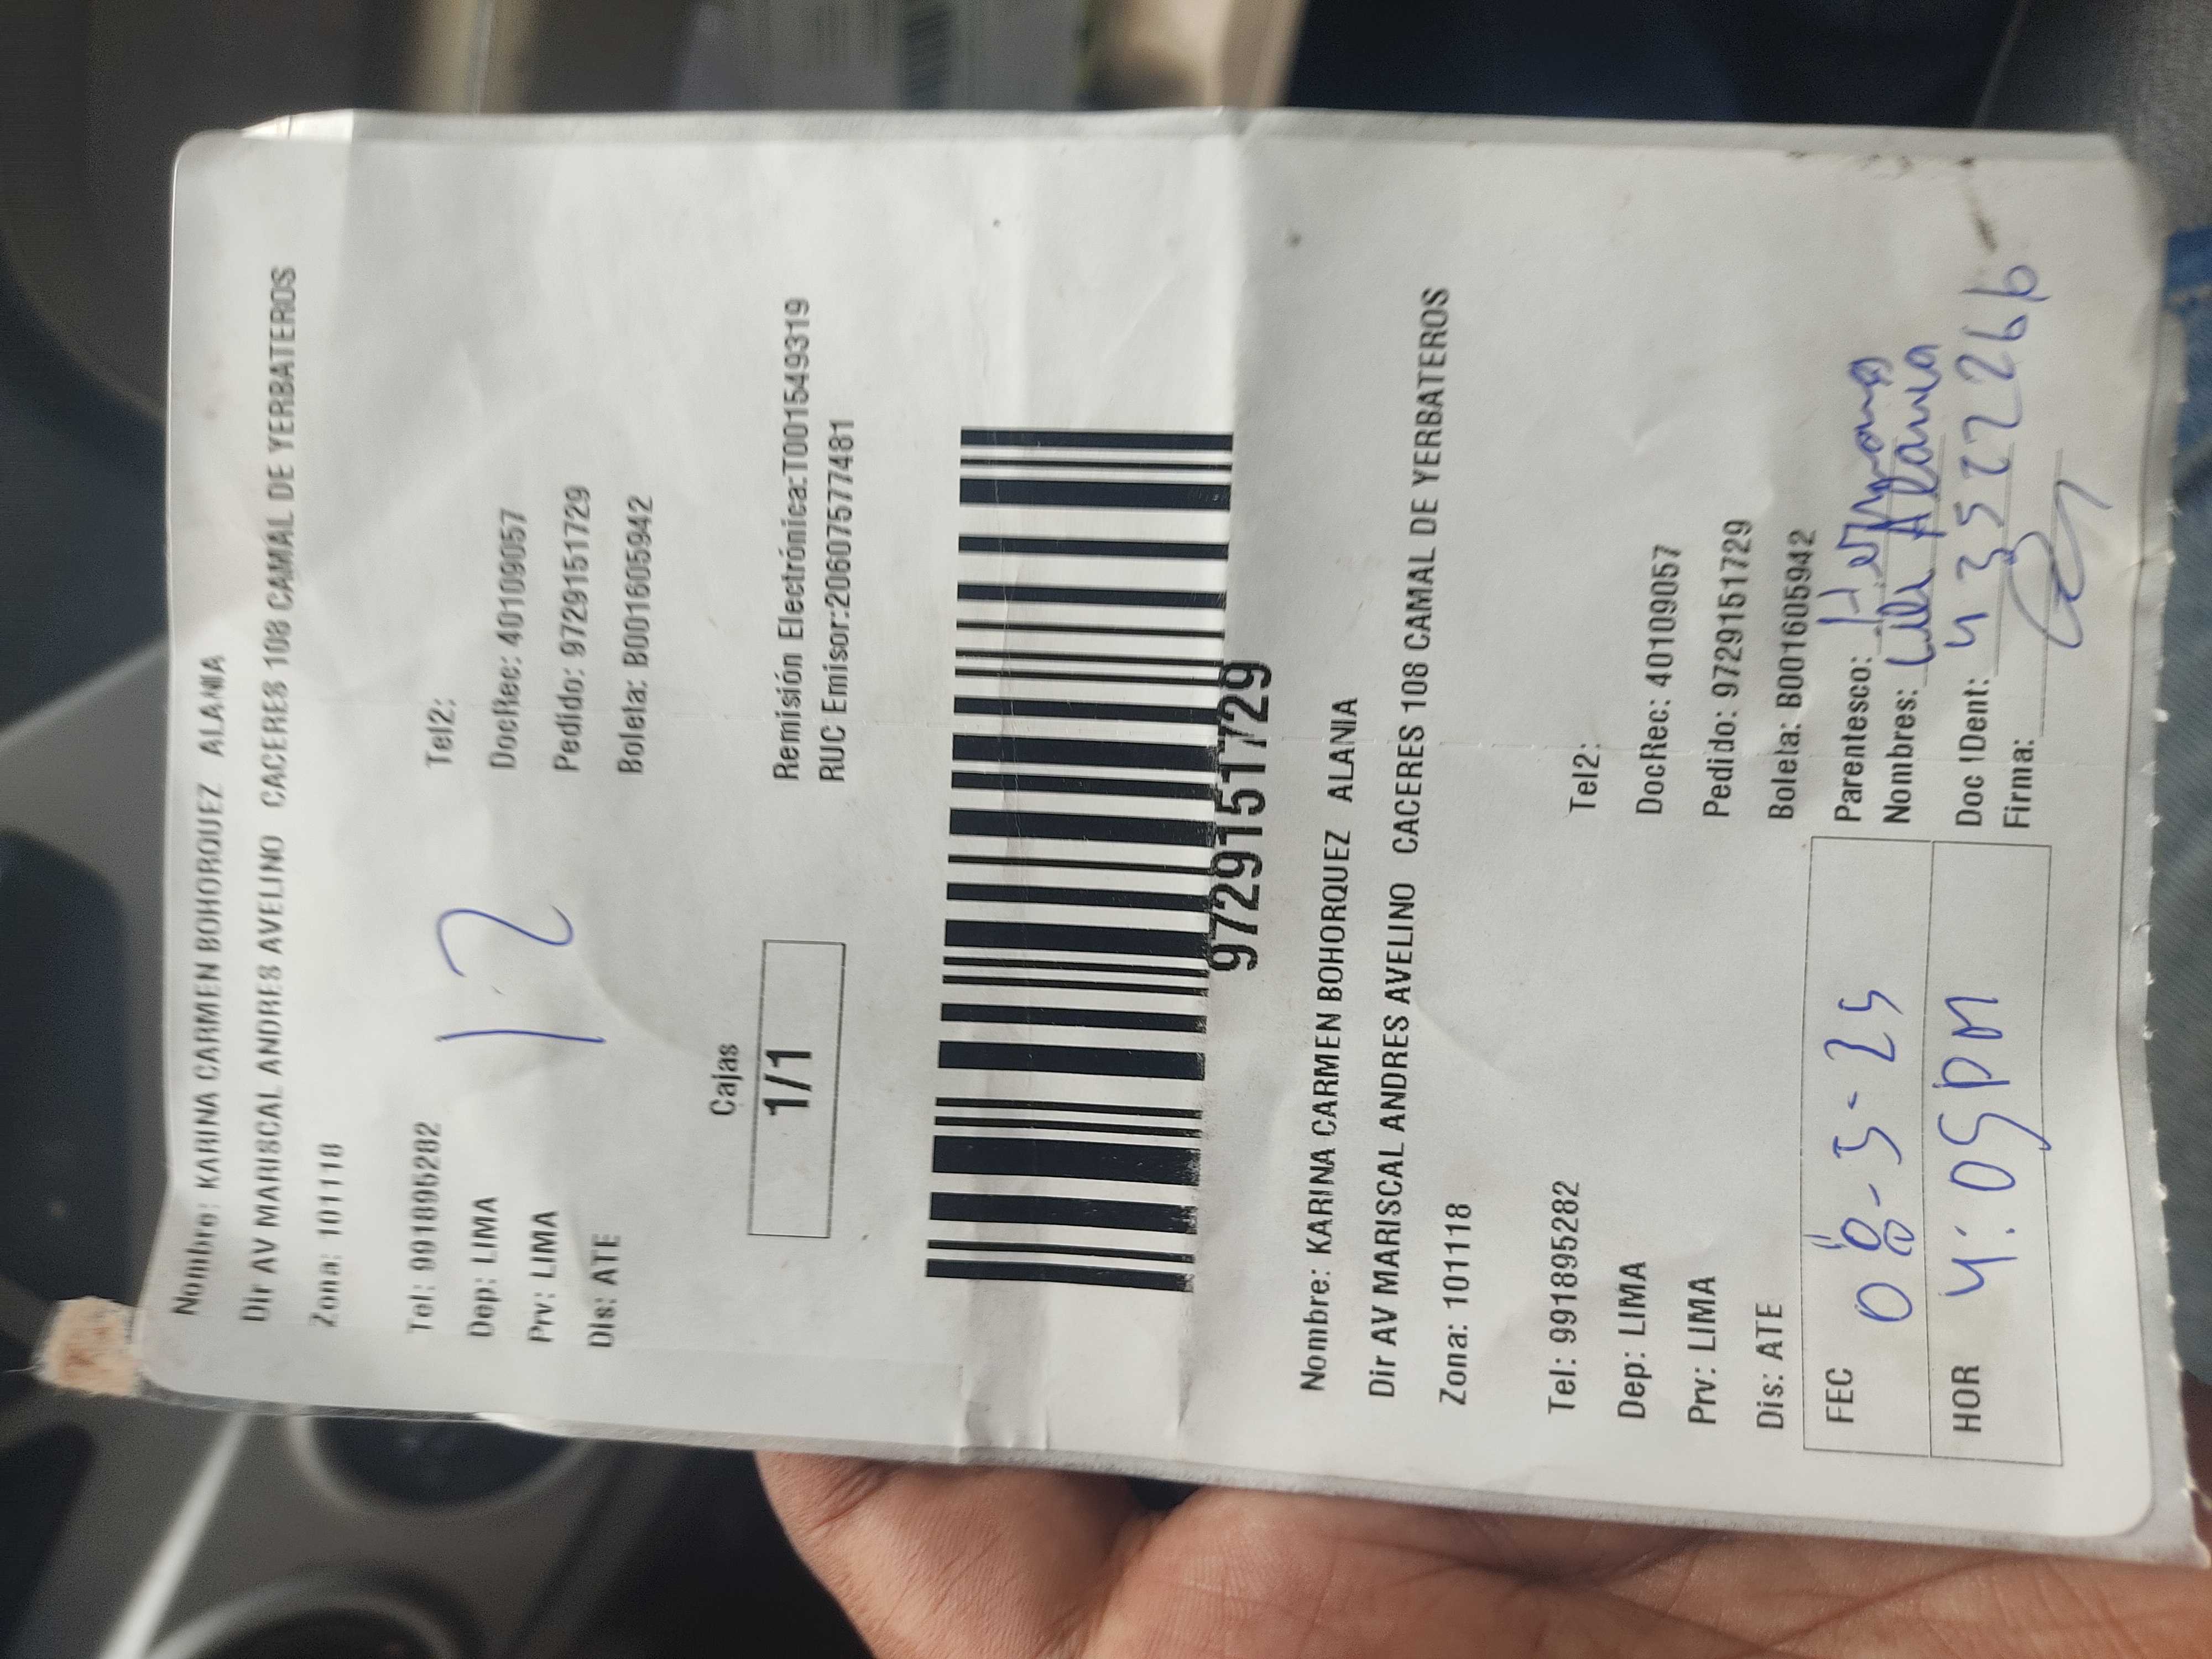 Nombre: KARINA CARMEN BOHORQUEZ ALANIA
Dir AV MARISCAL ANDRES AVELINO CACERES 108 CAMAL DE YERBATEROS
Zona: 101118
Tel: 991895282 Tel2:
Dep: LIMA DocRec: 40109057
Prv: LIMA Pedido: 9729151729
Dis: ATE Boleta: B001605942
12
Cajas
1/1
Remisión Electrónica:T001549319
RUC Emisor:20607577481
9729151729
Nombre: KARINA CARMEN BOHORQUEZ ALANIA
Dir AV MARISCAL ANDRES AVELINO CACERES 108 CAMAL DE YERBATEROS
Zona: 101118
Tel: 991895282 Tel2:
Dep: LIMA DocRec: 40109057
Prv: LIMA Pedido: 9729151729
Dis: ATE Boleta: B001605942
FEC 08-5-25 Parentesco: Hermana
Nombres: Alania
HOR 4:05pm Doc IDent: 43522266
Firma: